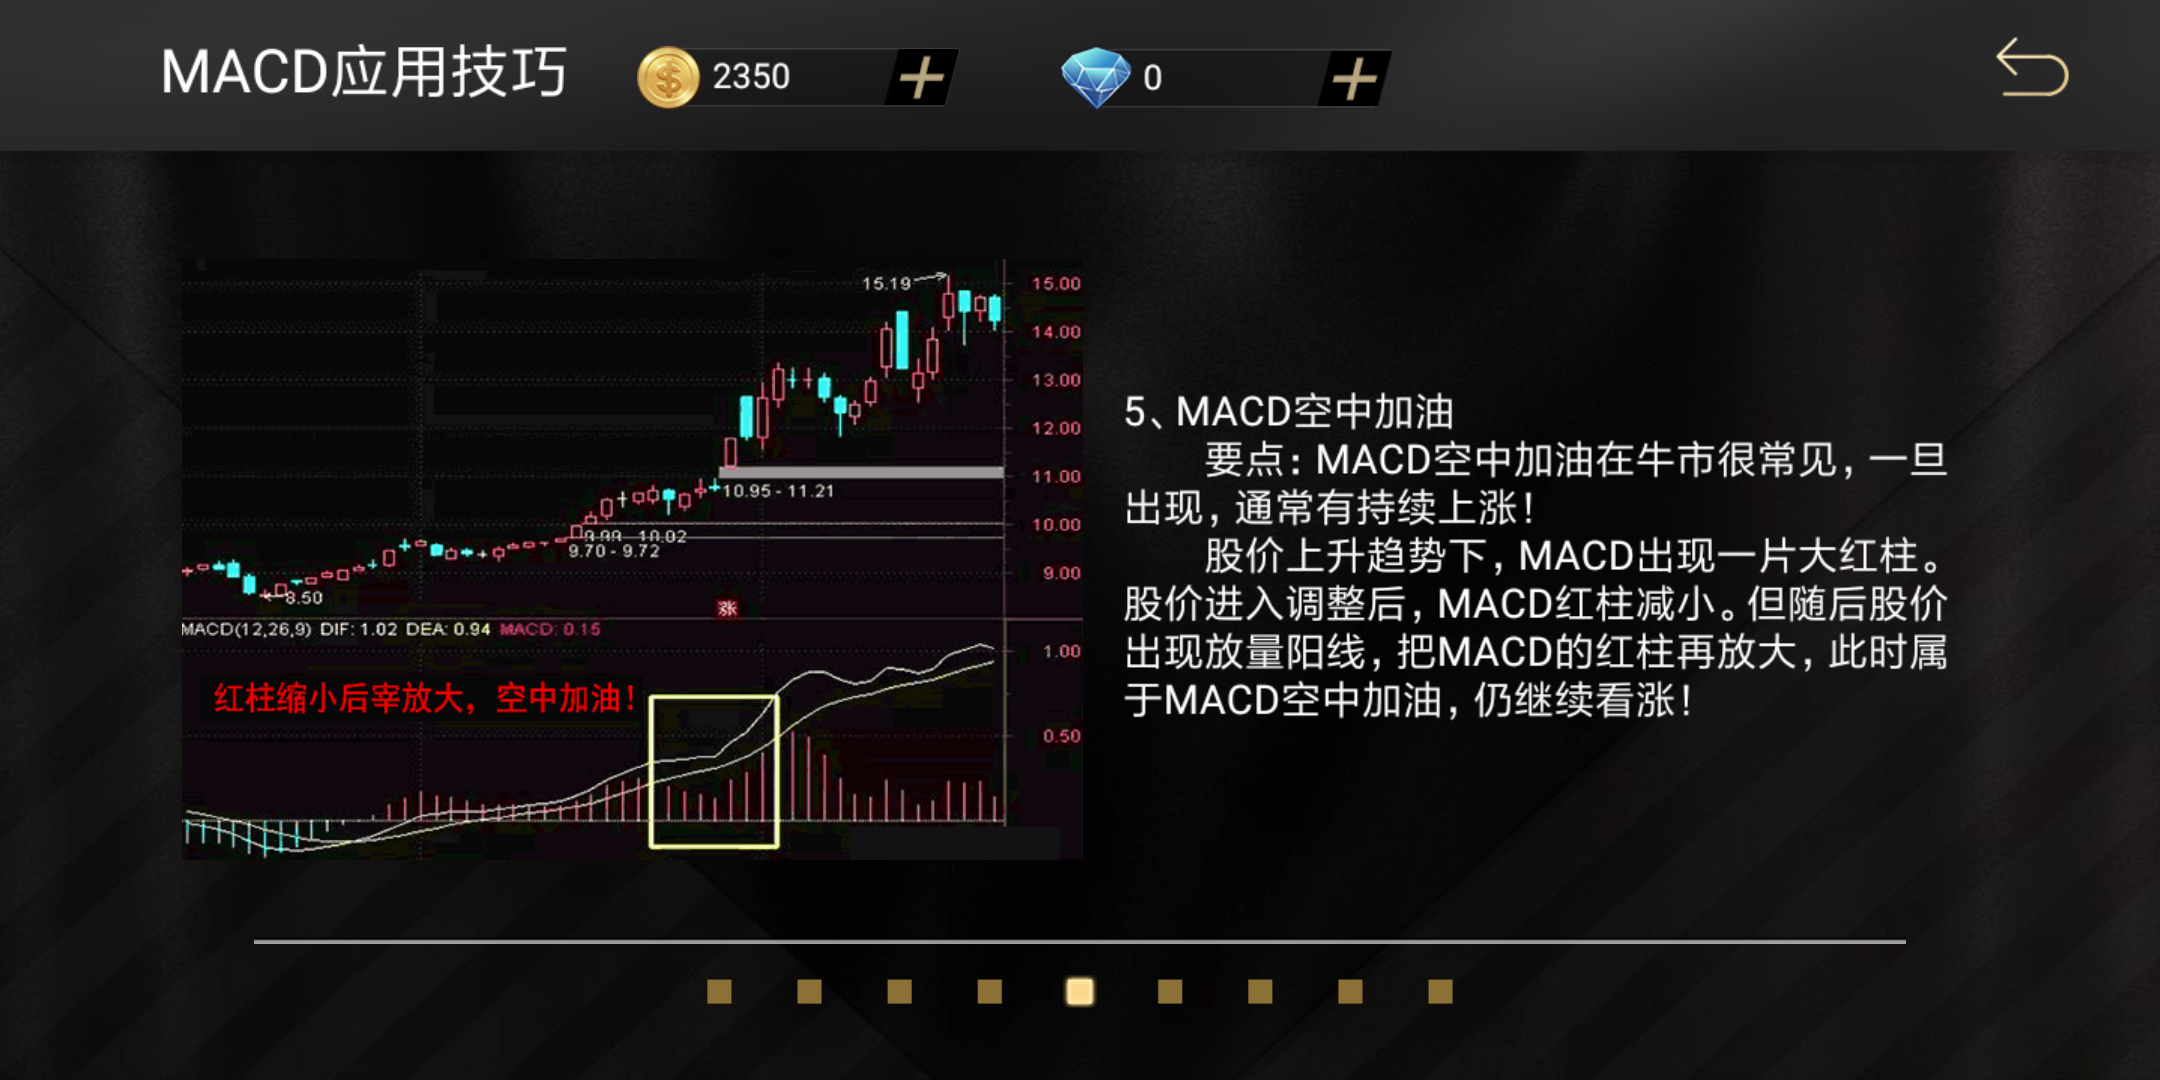 MACD应用技巧
2350
0
15.19
15.00
14.00
13.00
12.00
11.00
10.95 - 11.21
10.00
9.99 - 10.02
9.70 - 9.72
9.00
8.50
涨
MACD(12,26,9) DIF: 1.02 DEA: 0.94 MACD: 0.15
1.00
红柱缩小后宰放大，空中加油！
0.50
5、MACD空中加油
要点：MACD空中加油在牛市很常见，一旦
出现，通常有持续上涨！
股价上升趋势下，MACD出现一片大红柱。
股价进入调整后，MACD红柱减小。但随后股价
出现放量阳线，把MACD的红柱再放大，此时属
于MACD空中加油，仍继续看涨！